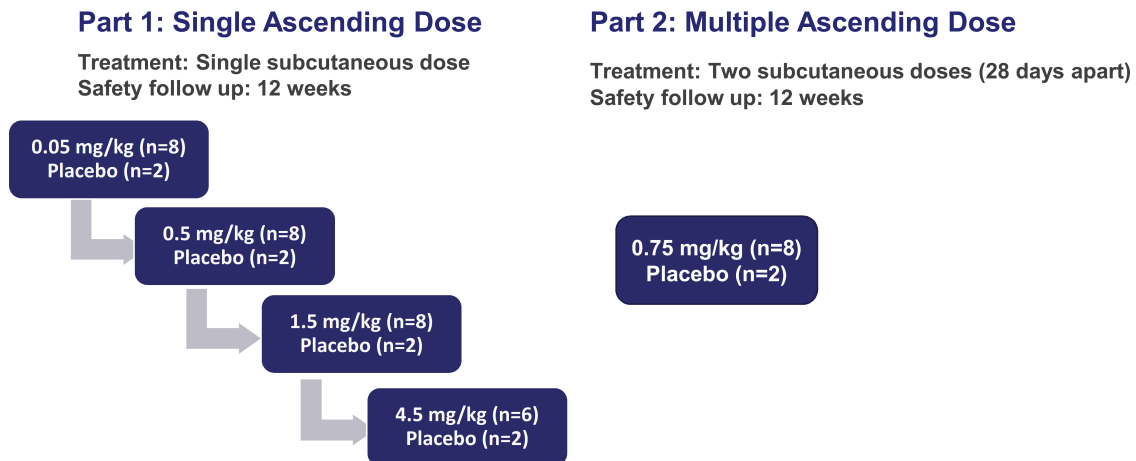 Part 1: Single Ascending Dose
Treatment: Single subcutaneous dose
Safety follow up: 12 weeks
0.05 mg/kg (n=8)
Placebo (n=2)
0.5 mg/kg (n=8)
Placebo (n=2)
1.5 mg/kg (n=8)
Placebo (n=2)
4.5 mg/kg (n=6)
Placebo (n=2)
Part 2: Multiple Ascending Dose
Treatment: Two subcutaneous doses (28 days apart)
Safety follow up: 12 weeks
0.75 mg/kg (n=8)
Placebo (n=2)